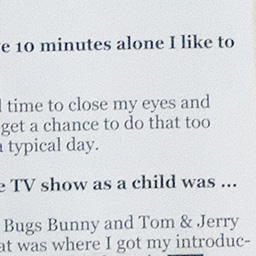 e 10 minutes alone I like to
time to close my eyes and
get a chance to do that too
a typical day.
e TV show as a child was ...
Bugs Bunny and Tom & Jerry
at was where I got my introduc-